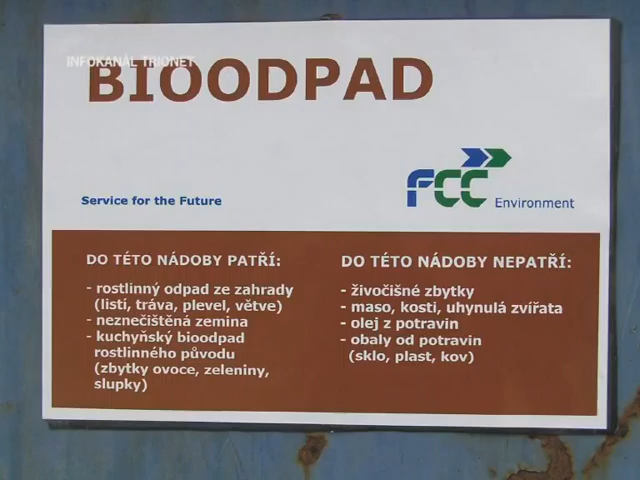 INFOKANÁL TRIONET
BIOODPAD
FCC Environment
Service for the Future
DO TÉTO NÁDOBY PATŘÍ:
- rostlinný odpad ze zahrady
(listí, tráva, plevel, větve)
- neznečištěná zemina
- kuchyňský bioodpad
rostlinného původu
(zbytky ovoce, zeleniny,
slupky)
DO TÉTO NÁDOBY NEPATŘÍ:
- živočišné zbytky
- maso, kosti, uhynulá zvířata
- olej z potravin
- obaly od potravin
(sklo, plast, kov)